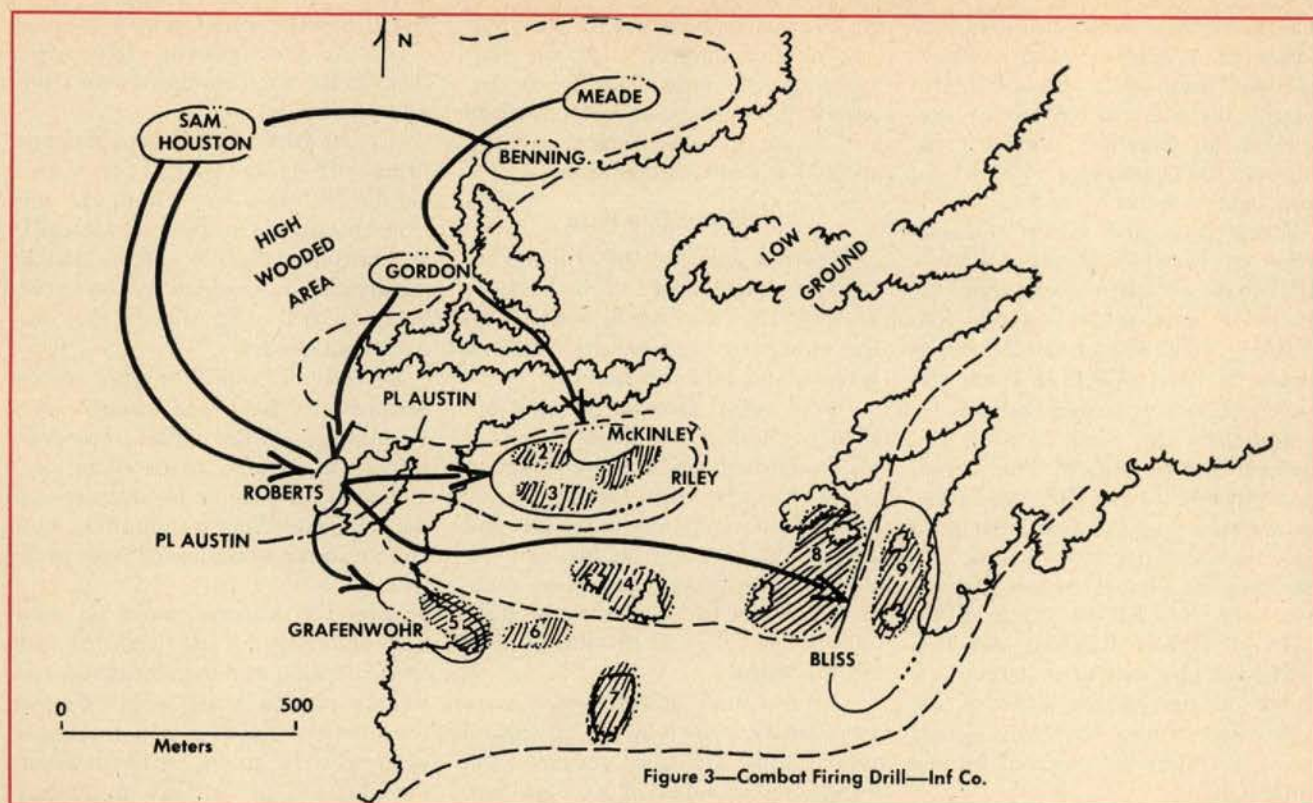 N
MEADE
SAM
HOUSTON
BENNING
HIGH
WOODED
AREA
LOW
GROUND
GORDON
PL AUSTIN
McKINLEY
2
1
3
RILEY
ROBERTS
PL AUSTIN
8
9
4
GRAFENWOHR
5
6
BLISS
7
0
500
Meters
Figure 3—Combat Firing Drill—Inf Co.